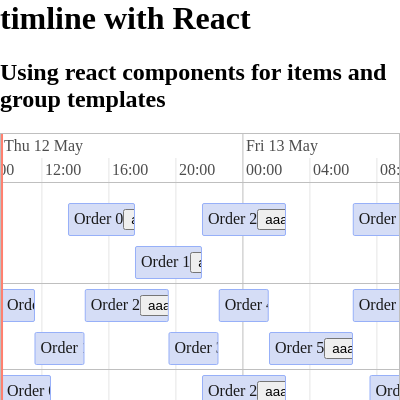 timline with React
Using react components for items and
group templates
Thu 12 May Fri 13 May
00 12:00 16:00 20:00 00:00 04:00 08:
Order 0 Order 2 aaa Order
Order 1
Order 2 aaa Order Order
Order Order Order 5 aaa
Order Order 2 aaa